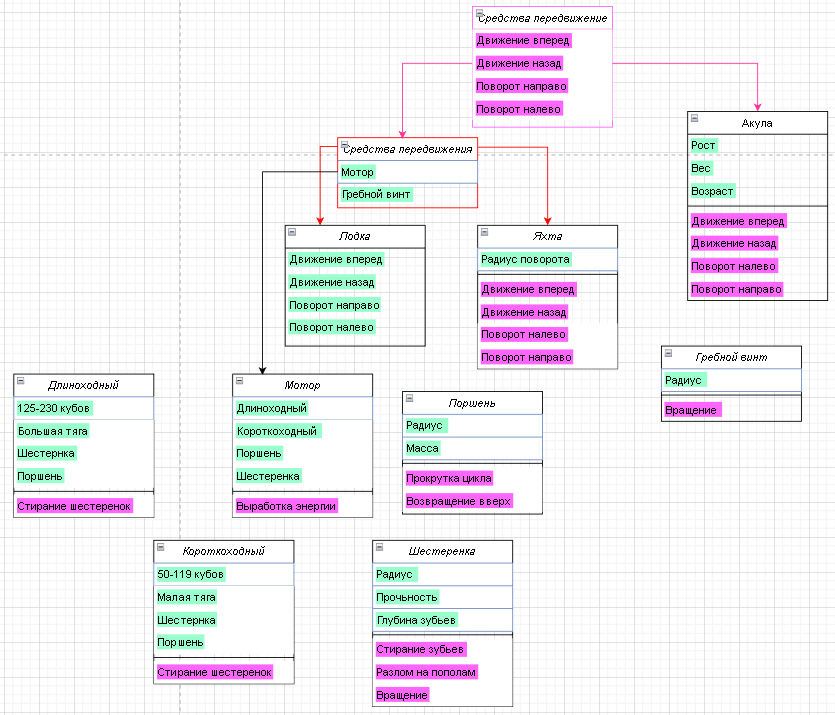 Средства передвижение
Движение вперед
Движение назад
Поворот направо
Поворот налево
Средства передвижения
Мотор
Гребной винт
Акула
Рост
Вес
Возраст
Движение вперед
Движение назад
Поворот налево
Поворот направо
Лодка
Движение вперед
Движение назад
Поворот направо
Поворот налево
Яхта
Радиус поворота
Движение вперед
Движение назад
Поворот налево
Поворот направо
Гребной винт
Радиус
Вращение
Длиноходный
125-230 кубов
Большая тяга
Шестернка
Поршень
Стирание шестеренок
Мотор
Длиноходный
Короткоходный
Поршень
Шестеренка
Выработка энергии
Поршень
Радиус
Масса
Прокрутка цикла
Возвращение вверх
Короткоходный
50-119 кубов
Малая тяга
Шестернка
Поршень
Стирание шестеренок
Шестеренка
Радиус
Прочьность
Глубина зубьев
Стирание зубьев
Разлом на пополам
Вращение